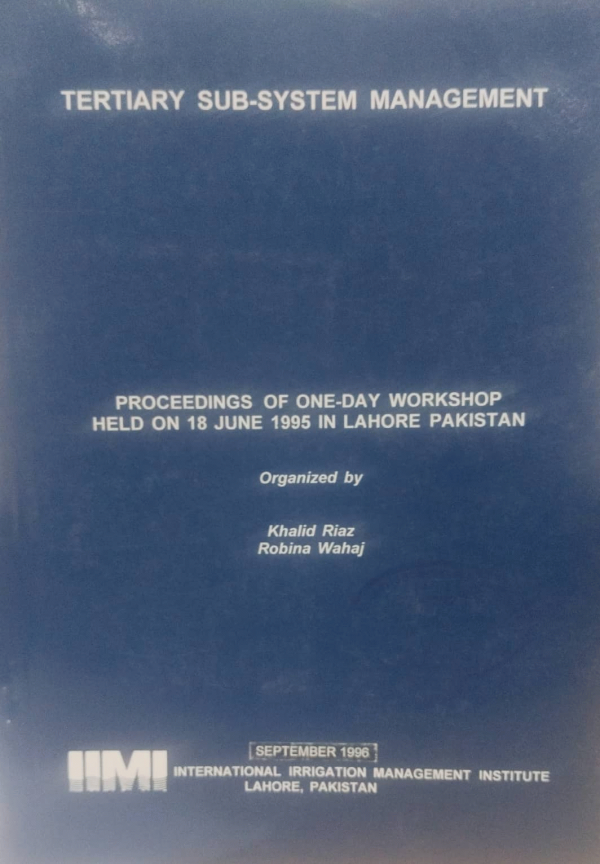 TERTIARY SUB-SYSTEM MANAGEMENT
PROCEEDINGS OF ONE-DAY WORKSHOP
HELD ON 18 JUNE 1995 IN LAHORE PAKISTAN
Organized by
Khalid Riaz
Robina Wahaj
SEPTEMBER 1996
IIMI
INTERNATIONAL IRRIGATION MANAGEMENT INSTITUTE
LAHORE, PAKISTAN